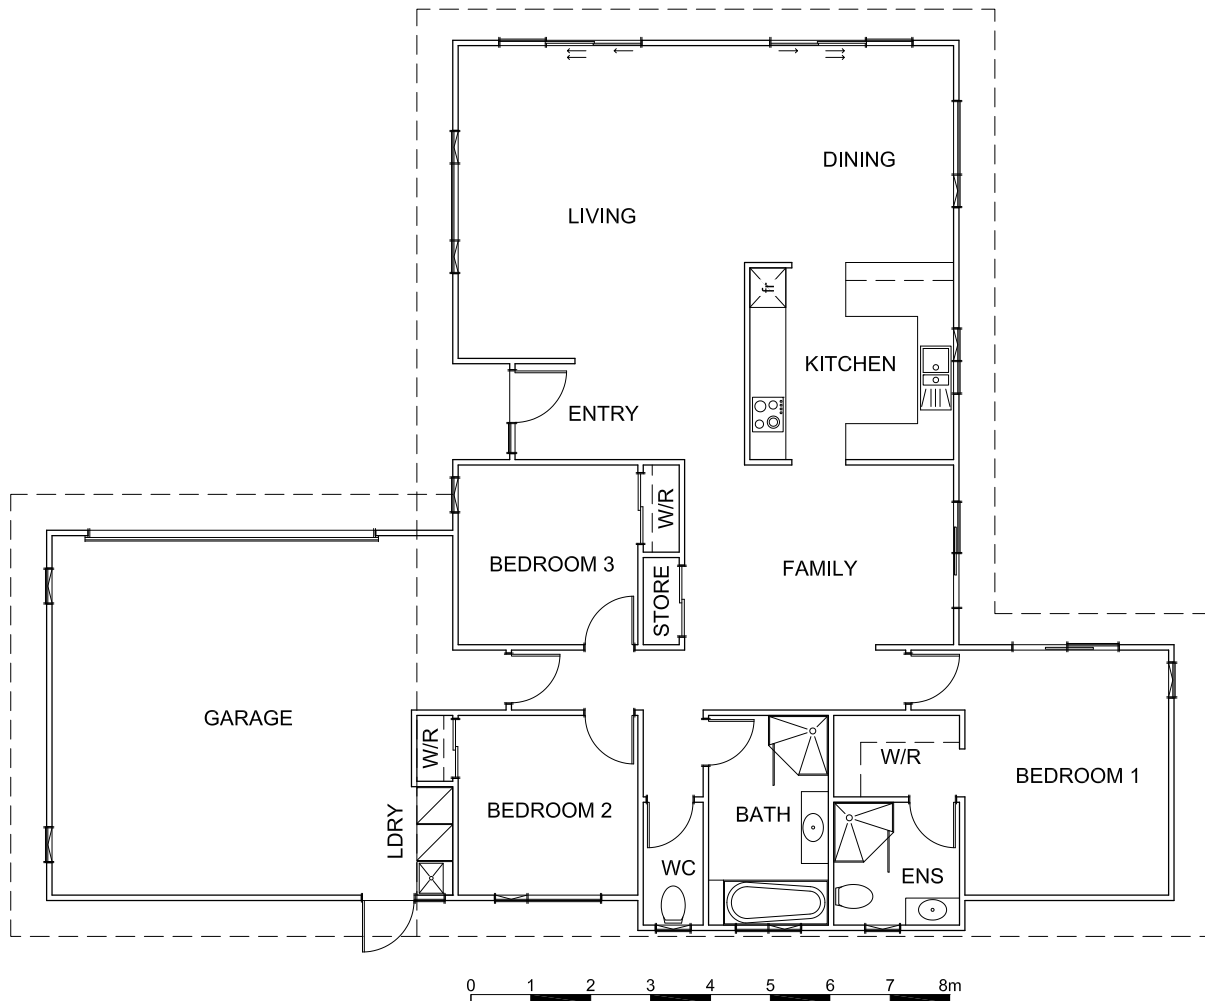 DINING
LIVING
fr
KITCHEN
ENTRY
W/R
BEDROOM 3
FAMILY
STORE
GARAGE
W/R
W/R
BEDROOM 1
BEDROOM 2
BATH
LDRY
WC
ENS
0 1 2 3 4 5 6 7 8m